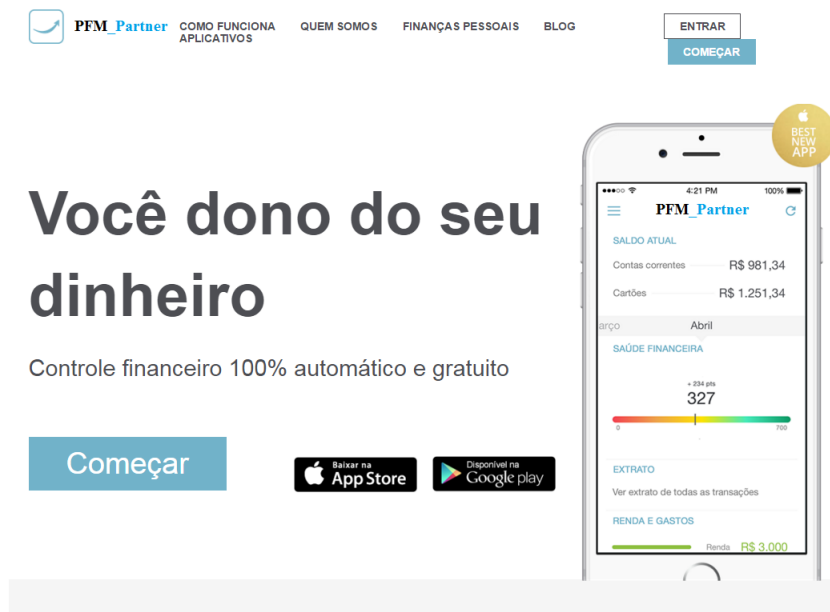 PFM_Partner
COMO FUNCIONA
QUEM SOMOS
FINANÇAS PESSOAIS
BLOG
APLICATIVOS
ENTRAR
COMEÇAR
Você dono do seu
dinheiro
Controle financeiro 100% automático e gratuito
Começar
Baixar na
App Store
Disponível na
Google play
BEST
NEW
APP
4:21 PM
100%
PFM_Partner
SALDO ATUAL
Contas correntes R$ 981,34
Cartões R$ 1.251,34
arço Abril
SAÚDE FINANCEIRA
+ 234 pts
327
0 700
EXTRATO
Ver extrato de todas as transações
RENDA E GASTOS
Renda R$ 3.000